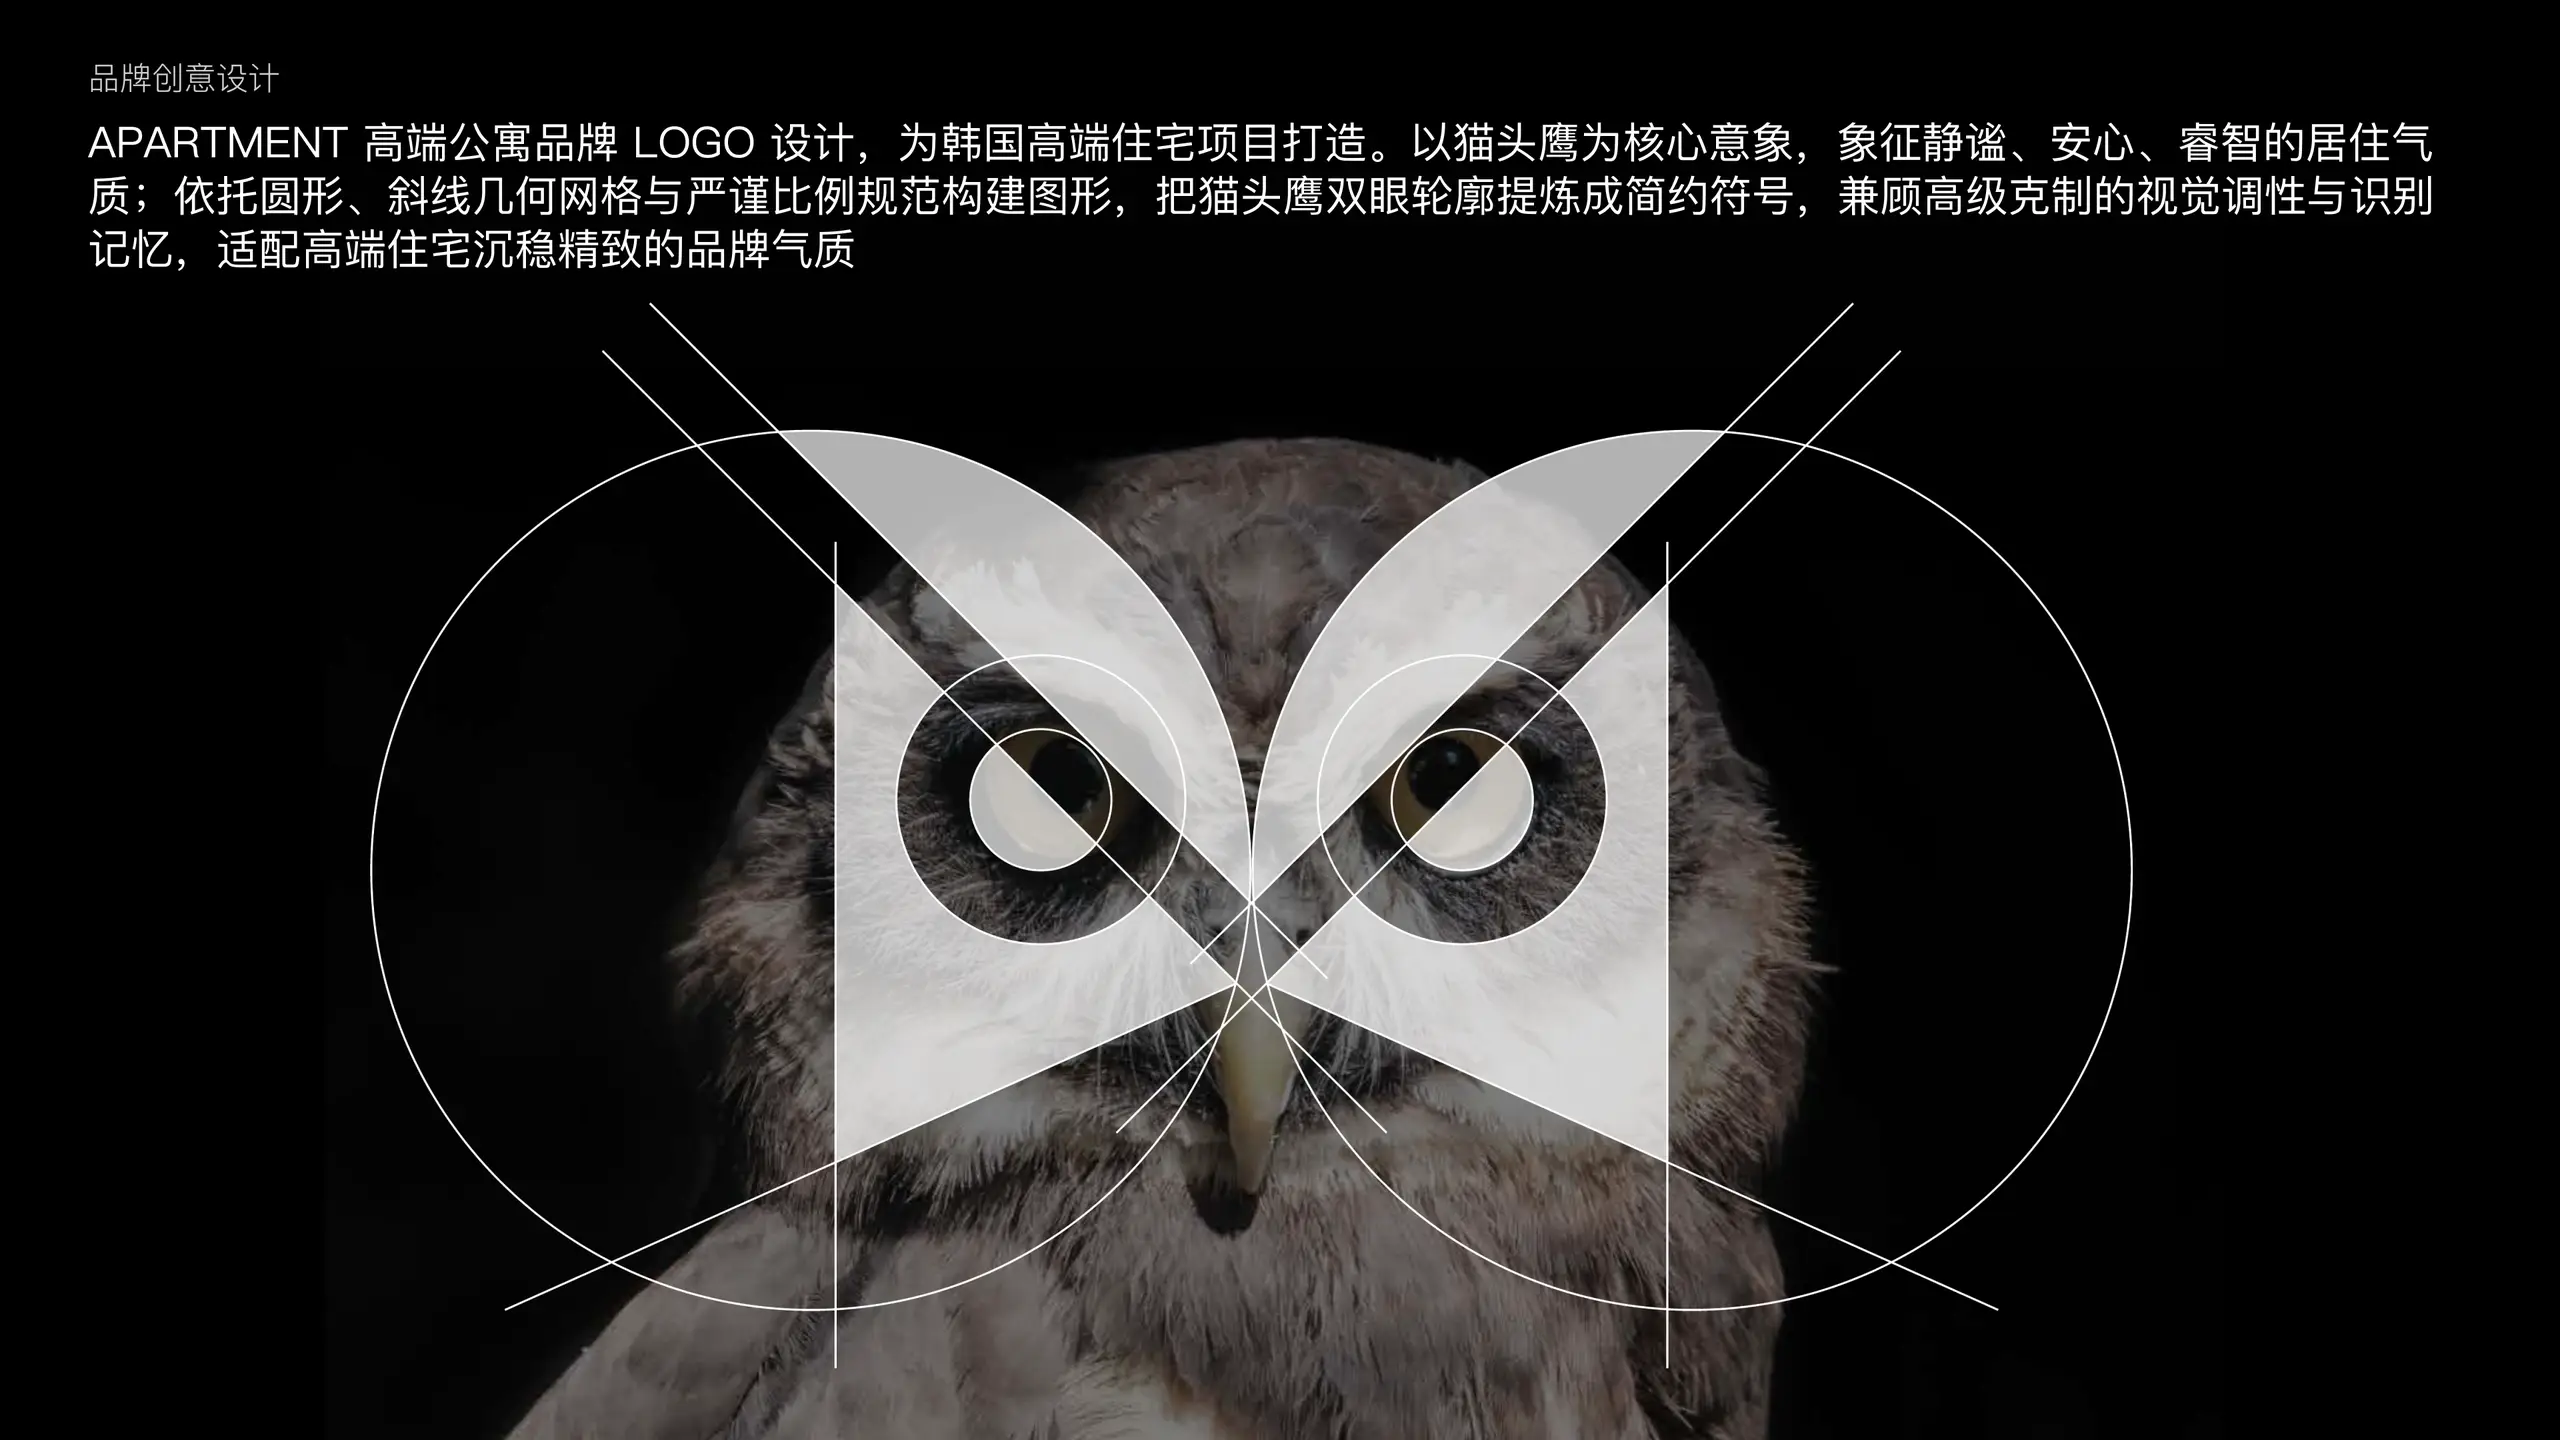 品牌创意设计
APARTMENT 高端公寓品牌 LOGO 设计，为韩国高端住宅项目打造。以猫头鹰为核心意象，象征静谧、安心、睿智的居住气
质；依托圆形、斜线几何网格与严谨比例规范构建图形，把猫头鹰双眼轮廓提炼成简约符号，兼顾高级克制的视觉调性与识别
记忆，适配高端住宅沉稳精致的品牌气质